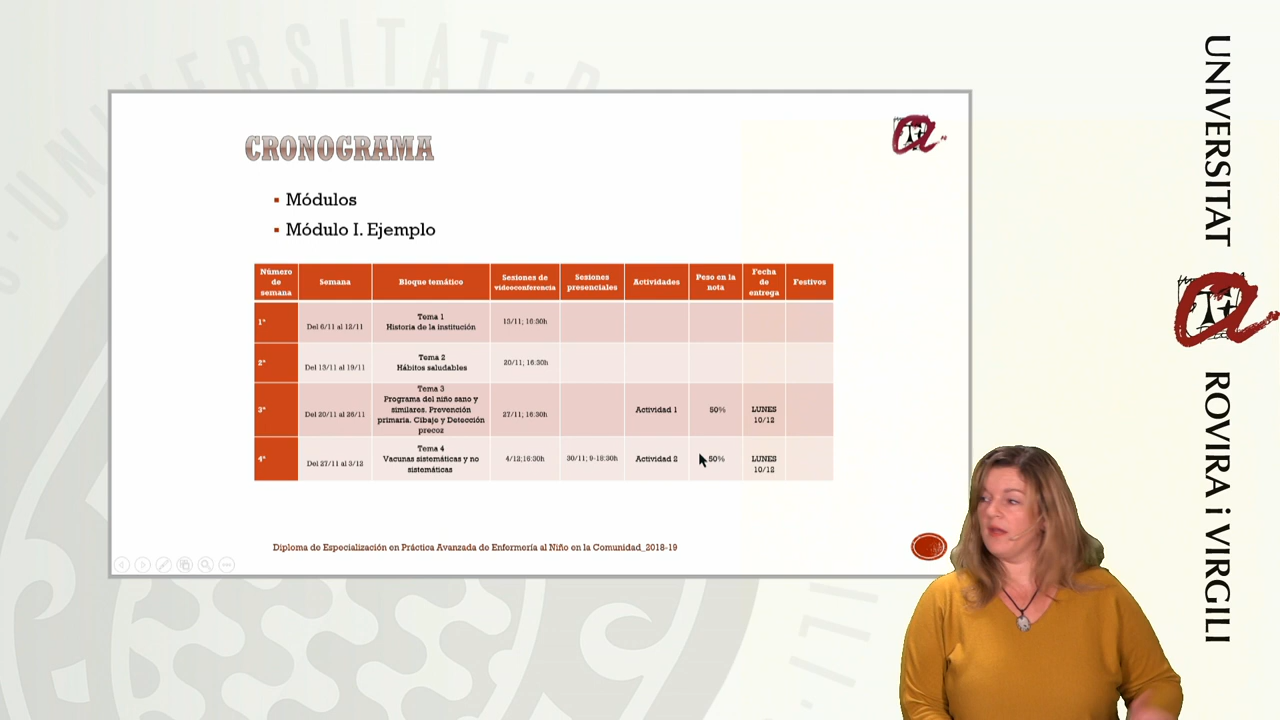 CRONOGRAMA
Módulos
Módulo I. Ejemplo
Número de semana	Semana	Bloque temático	Sesiones de videoconferencia	Sesiones presenciales	Actividades	Peso en la nota	Fecha de entrega	Festivos
1ª	Del 6/11 al 12/11	Tema 1 Historia de la institución	13/11; 16:30h
2ª	Del 13/11 al 19/11	Tema 2 Hábitos saludables	20/11; 16:30h
3ª	Del 20/11 al 26/11	Tema 3 Programa del niño sano y similares. Prevención primaria. Cibaje y Detección precoz	27/11; 16:30h	Actividad 1	50%	LUNES 10/12
4ª	Del 27/11 al 3/12	Tema 4 Vacunas sistemáticas y no sistemáticas	4/12;16:30h	30/11; 9-18:30h	Actividad 2	50%	LUNES 10/12
Diploma de Especialización en Práctica Avanzada de Enfermería al Niño en la Comunidad_2018-19
UNIVERSITAT ROVIRA i VIRGILI